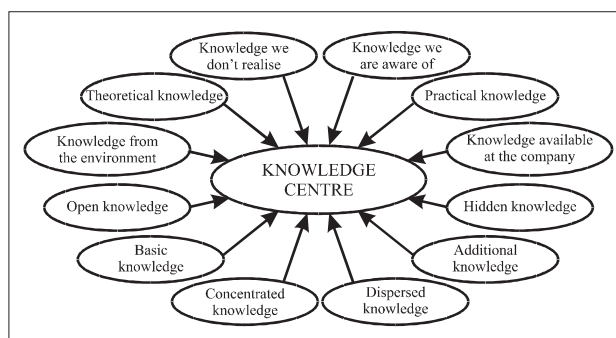 Knowledge we
don't realise
Knowledge we
are aware of
Theoretical knowledge
Practical knowledge
Knowledge from
the environment
Knowledge available
at the company
KNOWLEDGE
CENTRE
Open knowledge
Hidden knowledge
Basic
knowledge
Additional
knowledge
Concentrated
knowledge
Dispersed
knowledge